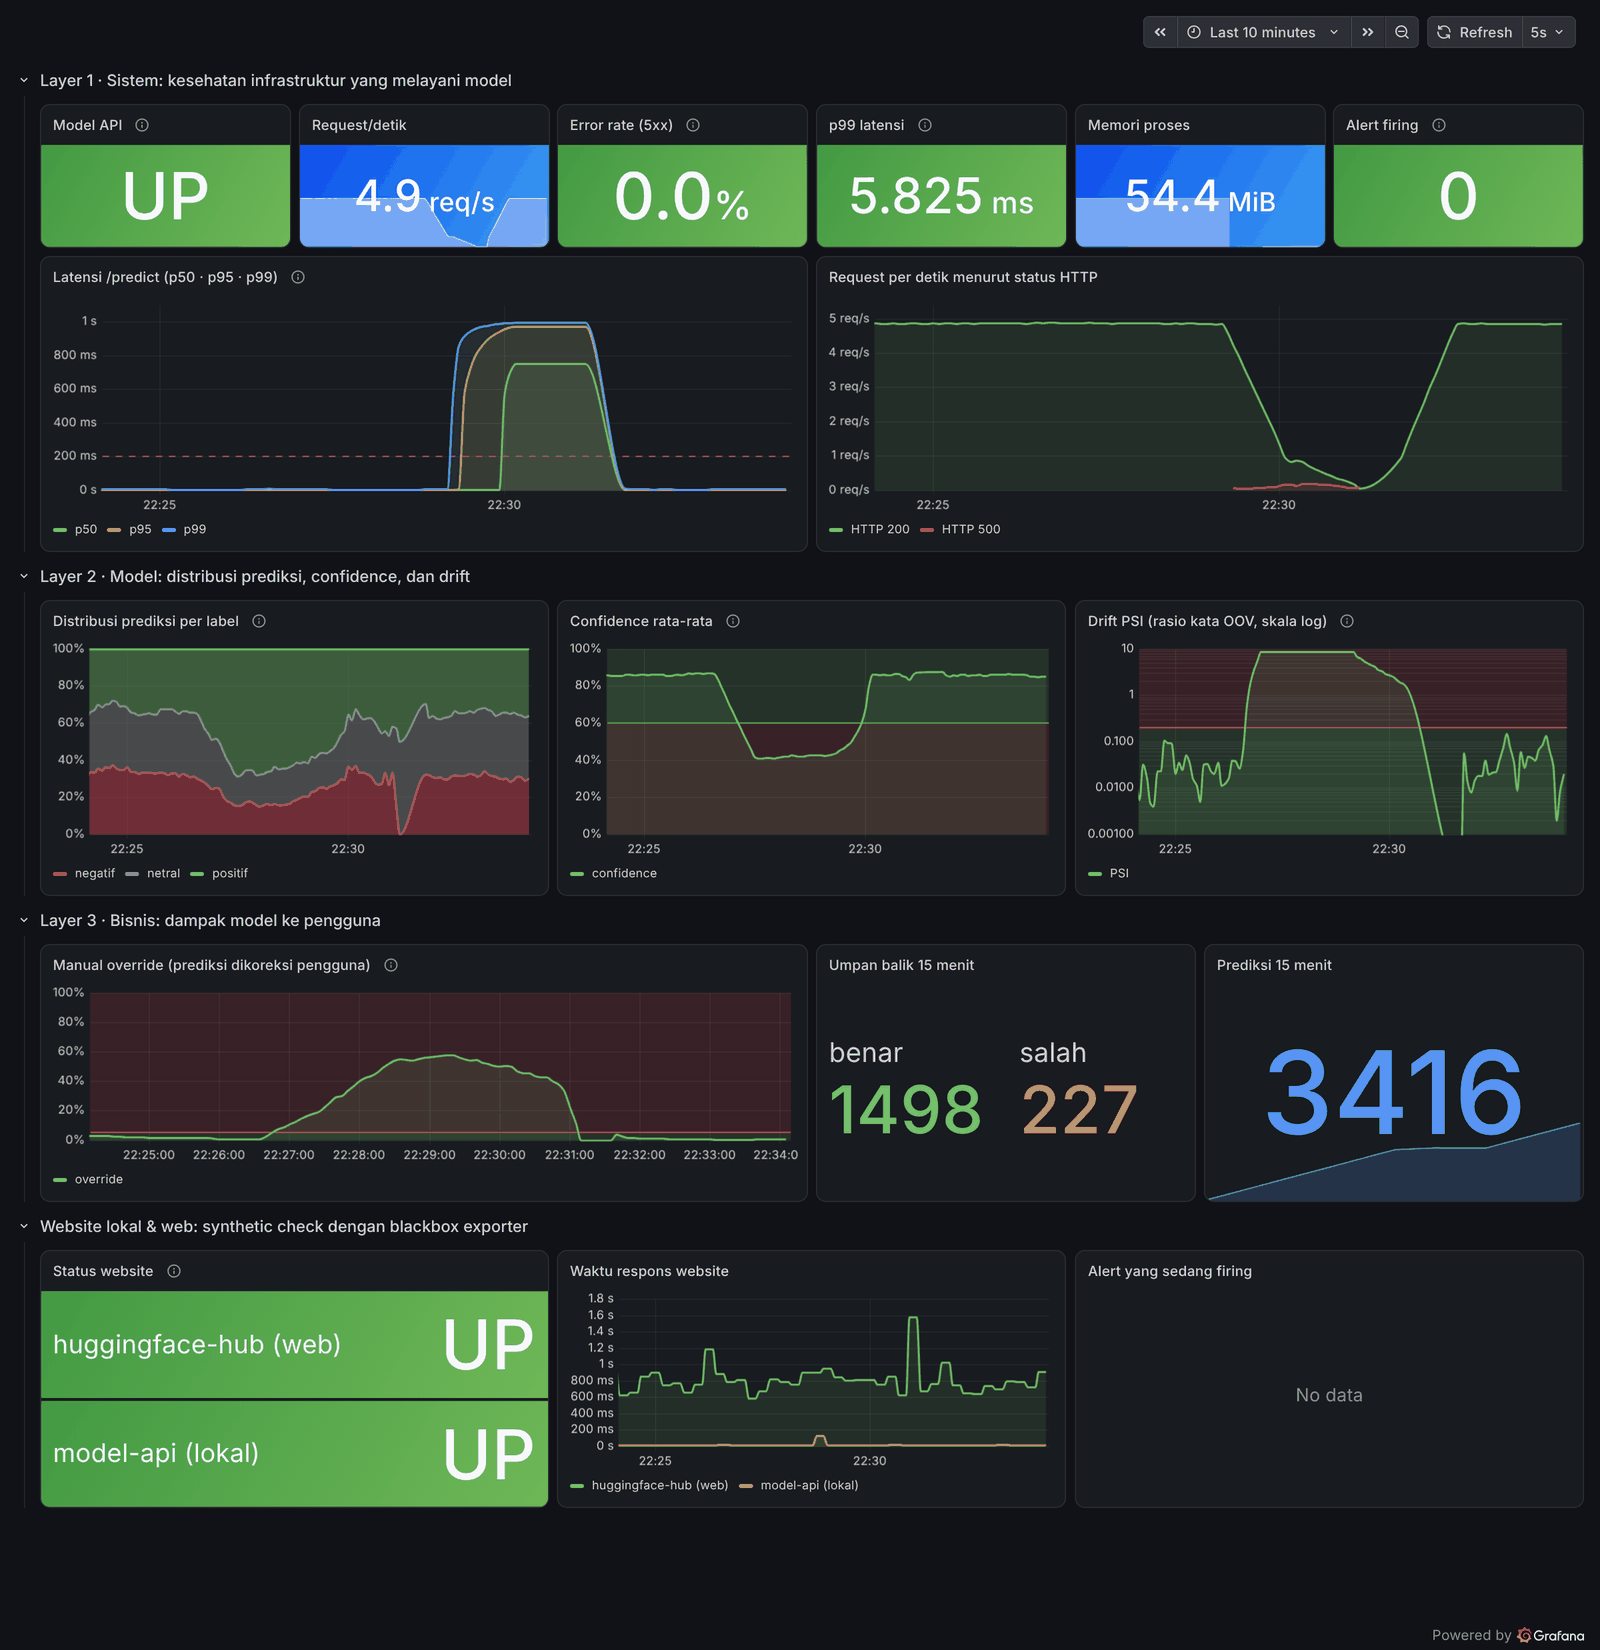 Last 10 minutes
Refresh
5s
Layer 1 · Sistem: kesehatan infrastruktur yang melayani model
Model API
UP
Request/detik
4.9 req/s
Error rate (5xx)
0.0%
p99 latensi
5.825 ms
Memori proses
54.4 MiB
Alert firing
0
Latensi /predict (p50 · p95 · p99)
1 s
800 ms
600 ms
400 ms
200 ms
0 s
22:25
22:30
p50
p95
p99
Request per detik menurut status HTTP
5 req/s
4 req/s
3 req/s
2 req/s
1 req/s
0 req/s
22:25
22:30
HTTP 200
HTTP 500
Layer 2 · Model: distribusi prediksi, confidence, dan drift
Distribusi prediksi per label
100%
80%
60%
40%
20%
0%
22:25
22:30
negatif
netral
positif
Confidence rata-rata
100%
80%
60%
40%
20%
0%
22:25
22:30
confidence
Drift PSI (rasio kata OOV, skala log)
10
1
0.100
0.0100
0.00100
22:25
22:30
PSI
Layer 3 · Bisnis: dampak model ke pengguna
Manual override (prediksi dikoreksi pengguna)
100%
80%
60%
40%
20%
0%
22:25:00
22:26:00
22:27:00
22:28:00
22:29:00
22:30:00
22:31:00
22:32:00
22:33:00
22:34:0
override
Umpan balik 15 menit
benar
1498
salah
227
Prediksi 15 menit
3416
Website lokal & web: synthetic check dengan blackbox exporter
Status website
huggingface-hub (web)
UP
model-api (lokal)
UP
Waktu respons website
1.8 s
1.6 s
1.4 s
1.2 s
1 s
800 ms
600 ms
400 ms
200 ms
0 s
22:25
22:30
huggingface-hub (web)
model-api (lokal)
Alert yang sedang firing
No data
Powered by Grafana